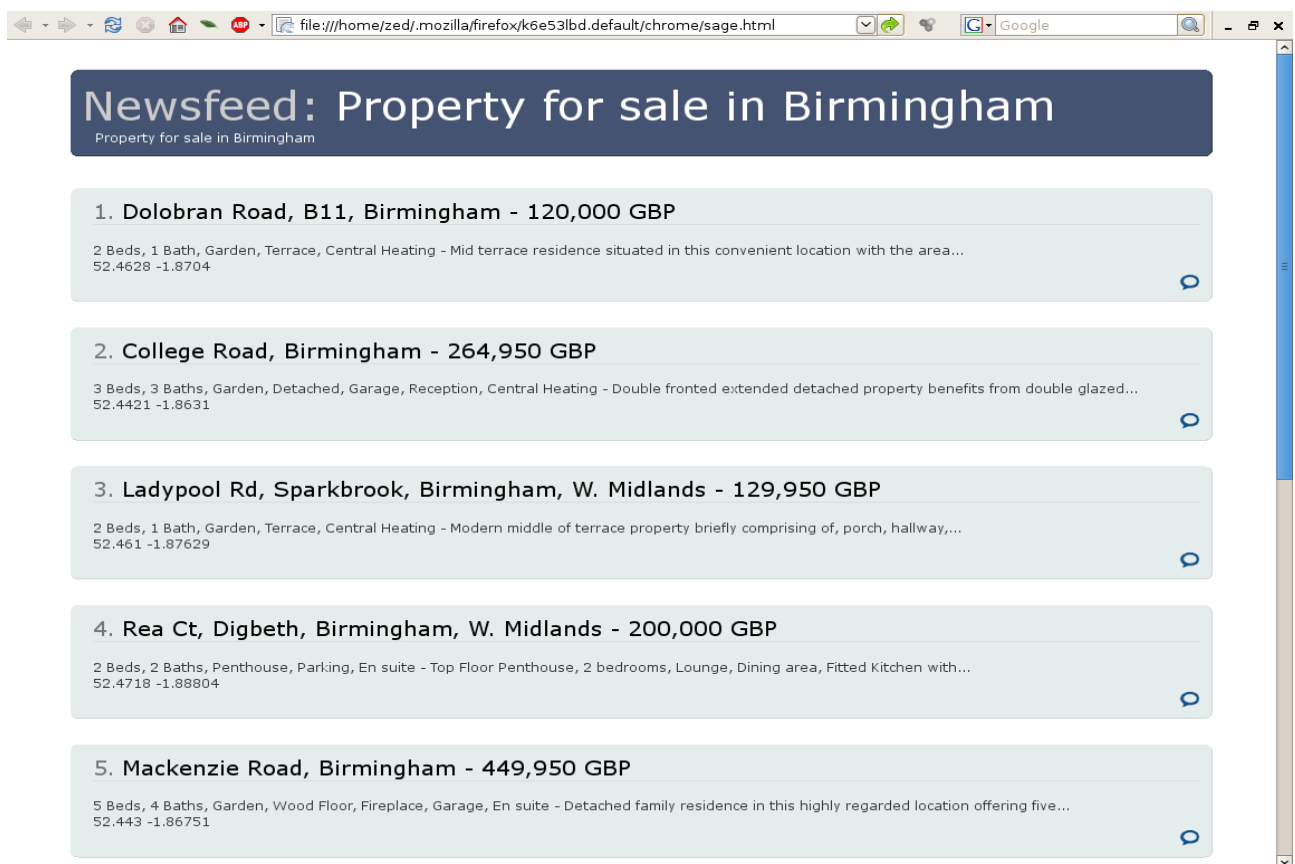 file:///home/zed/.mozilla/firefox/k6e53lbd.default/chrome/sage.html
G Google
ABP
Newsfeed: Property for sale in Birmingham
Property for sale in Birmingham
1. Dolobran Road, B11, Birmingham - 120,000 GBP
2 Beds, 1 Bath, Garden, Terrace, Central Heating - Mid terrace residence situated in this convenient location with the area...
52.4628 -1.8704
2. College Road, Birmingham - 264,950 GBP
3 Beds, 3 Baths, Garden, Detached, Garage, Reception, Central Heating - Double fronted extended detached property benefits from double glazed...
52.4421 -1.8631
3. Ladypool Rd, Sparkbrook, Birmingham, W. Midlands - 129,950 GBP
2 Beds, 1 Bath, Garden, Terrace, Central Heating - Modern middle of terrace property briefly comprising of, porch, hallway,...
52.461 -1.87629
4. Rea Ct, Digbeth, Birmingham, W. Midlands - 200,000 GBP
2 Beds, 2 Baths, Penthouse, Parking, En suite - Top Floor Penthouse, 2 bedrooms, Lounge, Dining area, Fitted Kitchen with...
52.4718 -1.88804
5. Mackenzie Road, Birmingham - 449,950 GBP
5 Beds, 4 Baths, Garden, Wood Floor, Fireplace, Garage, En suite - Detached family residence in this highly regarded location offering five...
52.443 -1.86751